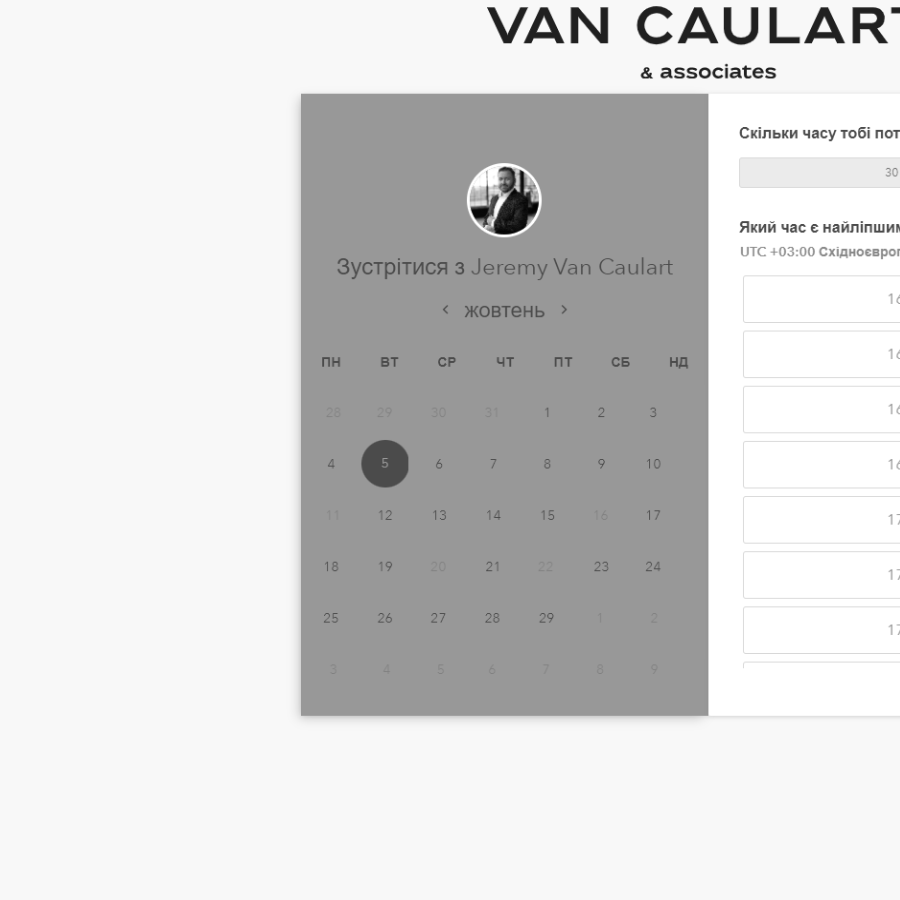 VAN CAULART
& associates
Зустрітися з Jeremy Van Caulart
жовтень
ПН ВТ СР ЧТ ПТ СБ НД
28 29 30 31 1 2 3
4 5 6 7 8 9 10
11 12 13 14 15 16 17
18 19 20 21 22 23 24
25 26 27 28 29 1 2
3 4 5 6 7 8 9
Скільки часу тобі
30
Який час є
UTC +03:00
16
16
16
16
17
17
17